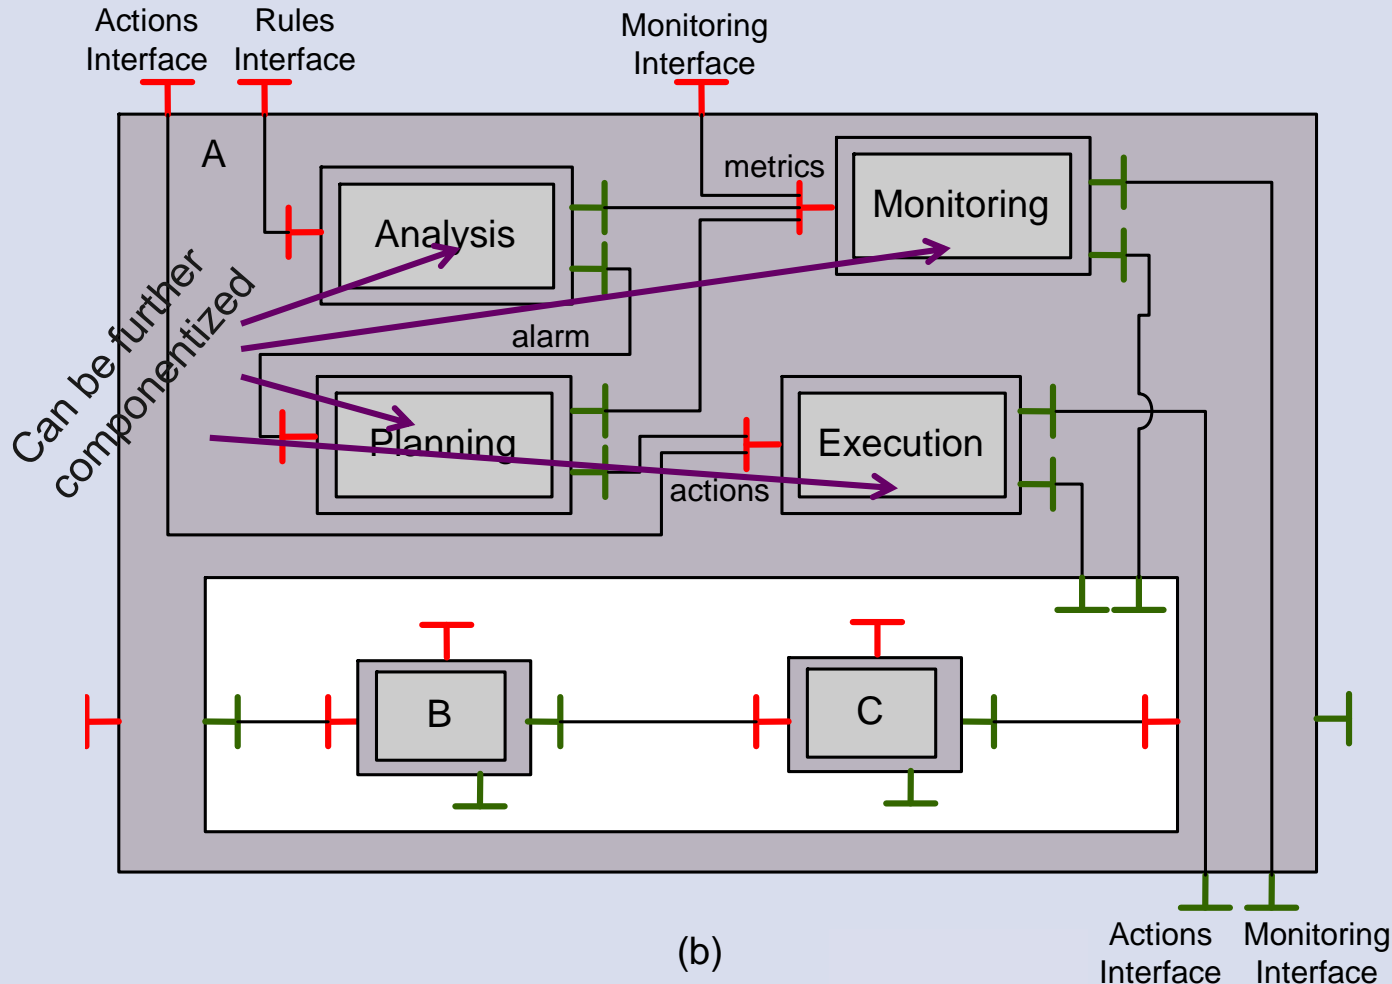 Actions
Interface
Rules
Interface
Monitoring
Interface
A
metrics
Monitoring
Analysis
Can be further
componentized
alarm
Planning
Execution
actions
B
C
(b)
Actions
Interface
Monitoring
Interface